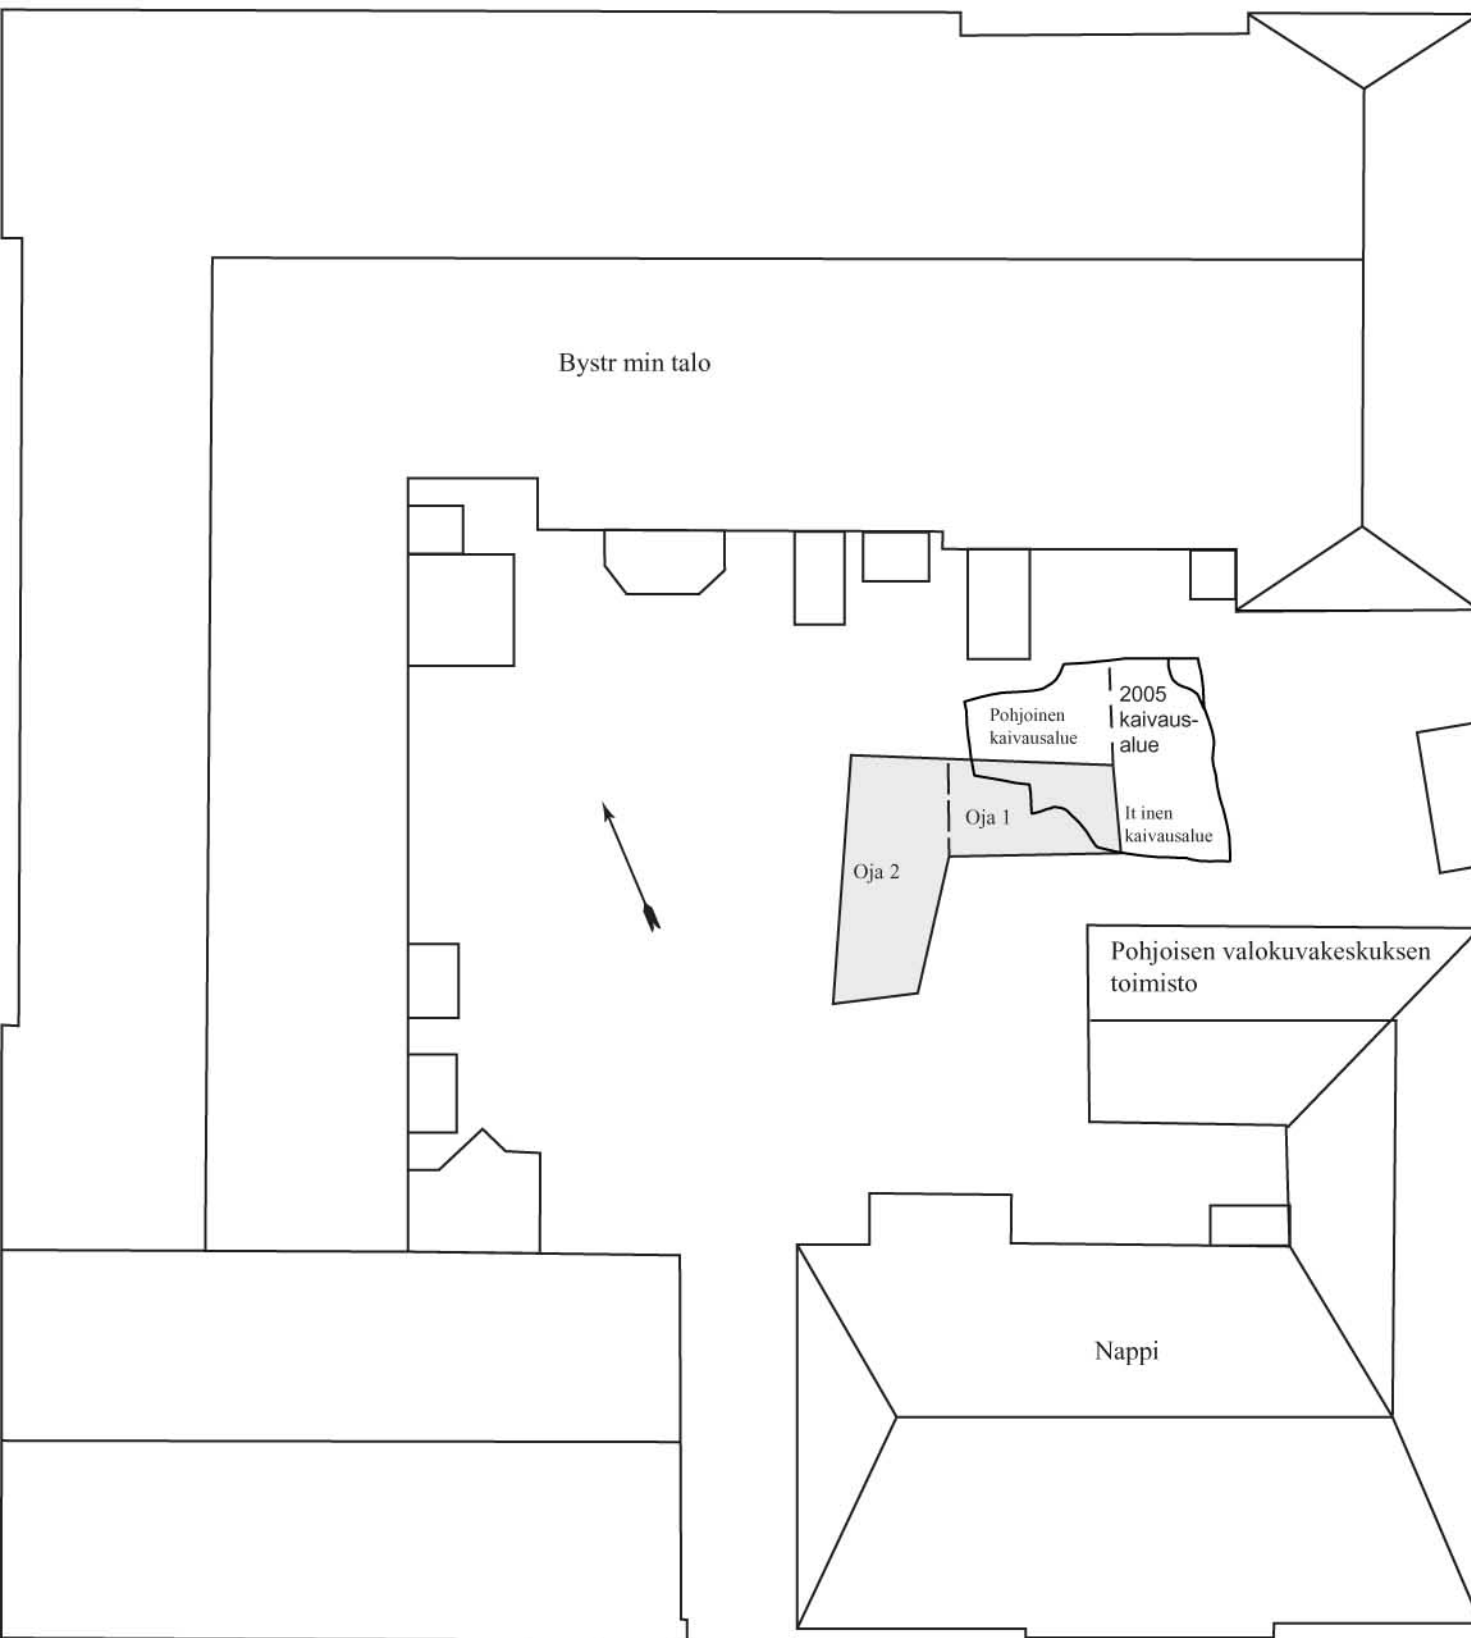 Bystr min talo
Pohjoinen
kaivausalue
2005
kaivaus-
alue
Oja 1
It inen
kaivausalue
Oja 2
Pohjoisen valokuvakeskuksen
toimisto
Nappi